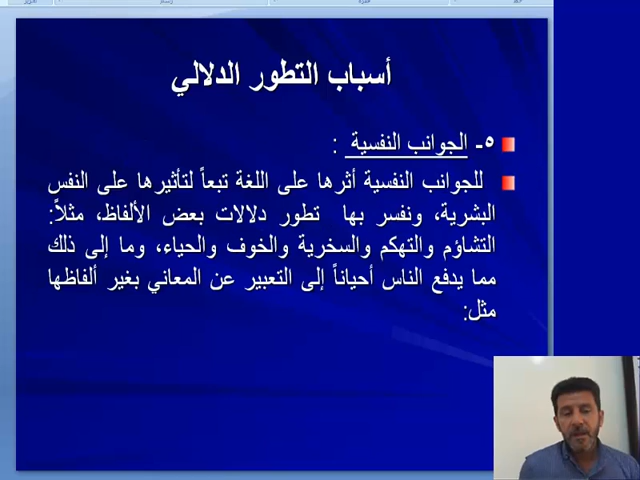 أسباب التطور الدلالي
٥- الجوانب النفسية :
للجوانب النفسية أثرها على اللغة تبعاً لتأثيرها على النفس
البشرية، ونفسر بها تطور دلالات بعض الألفاظ، مثلاً:
التشاؤم والتهكم والسخرية والخوف والحياء، وما إلى ذلك
مما يدفع الناس أحياناً إلى التعبير عن المعاني بغير ألفاظها
مثل: